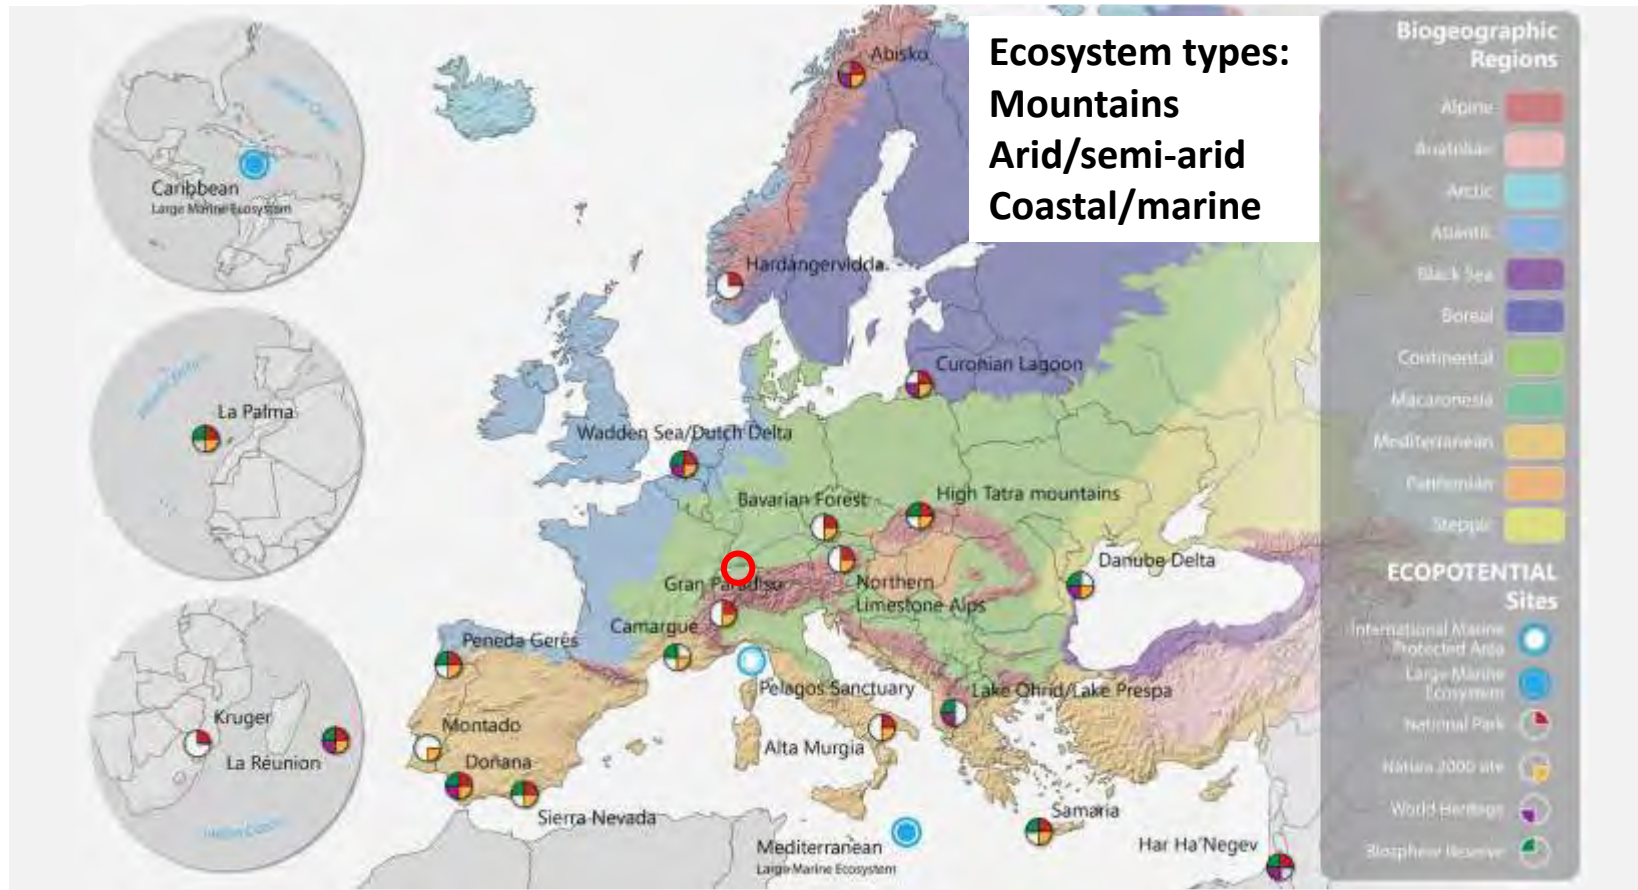 Ecosystem types:
Mountains
Arid/semi-arid
Coastal/marine
Biogeographic
Regions
Alpine
Anatolian
Arctic
Atlantic
Black Sea
Boreal
Continental
Macaronesia
Mediterranean
Pannonian
Steppic
ECOPOTENTIAL
Sites
International Marine
Protected Area
Large Marine
Ecosystem
National Park
Natura 2000 site
World Heritage
Biosphere Reserve
Caribbean
Large Marine Ecosystem
La Palma
Kruger
La Réunion
Abisko
Hardangervidda
Curonian Lagoon
Wadden Sea/Dutch Delta
Bavarian Forest
High Tatra mountains
Danube Delta
Gran Paradiso
Northern
Limestone Alps
Camargue
Peneda Gerês
Pelagos Sanctuary
Lake Ohrid/Lake Prespa
Montado
Alta Murgia
Doñana
Sierra Nevada
Samaria
Mediterranean
Large Marine Ecosystem
Har Ha'Negev